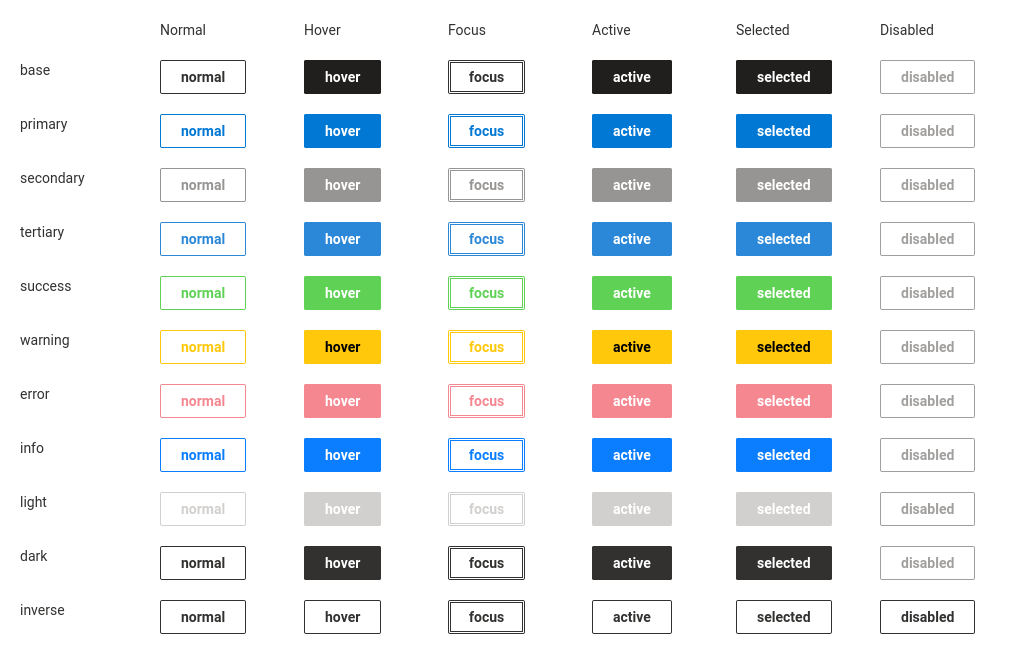 Normal Hover Focus Active Selected Disabled
base normal hover focus active selected disabled
primary normal hover focus active selected disabled
secondary normal hover focus active selected disabled
tertiary normal hover focus active selected disabled
success normal hover focus active selected disabled
warning normal hover focus active selected disabled
error normal hover focus active selected disabled
info normal hover focus active selected disabled
light normal hover focus active selected disabled
dark normal hover focus active selected disabled
inverse normal hover focus active selected disabled